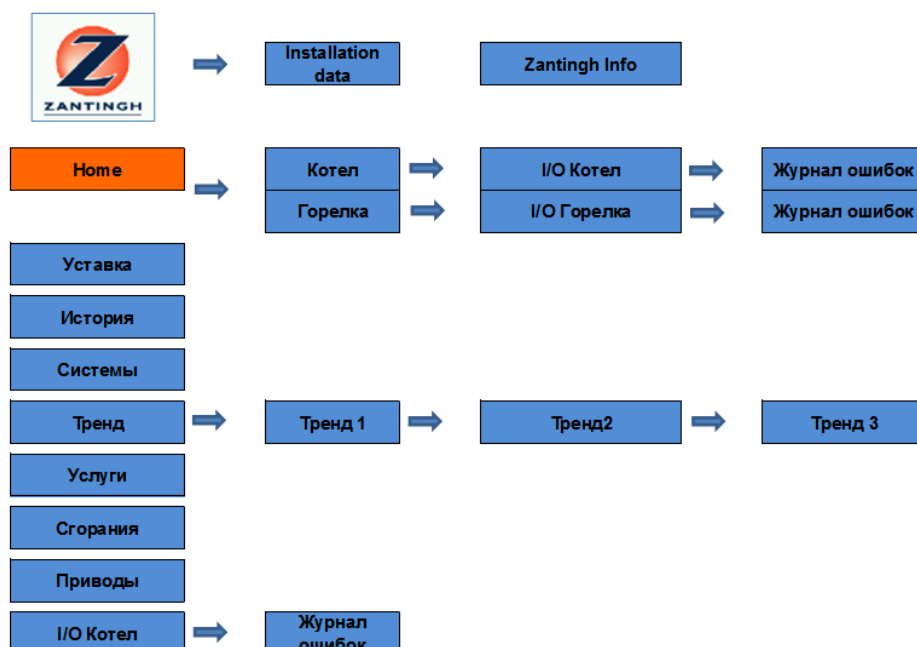 Z
ZANTINGH
Installation
data
Zantingh Info
Home
Котел
I/O Котел
Журнал ошибок
Горелка
I/O Горелка
Журнал ошибок
Уставка
История
Системы
Тренд
Тренд 1
Тренд2
Тренд 3
Услуги
Сгорания
Приводы
I/O Котел
Журнал
ошибок